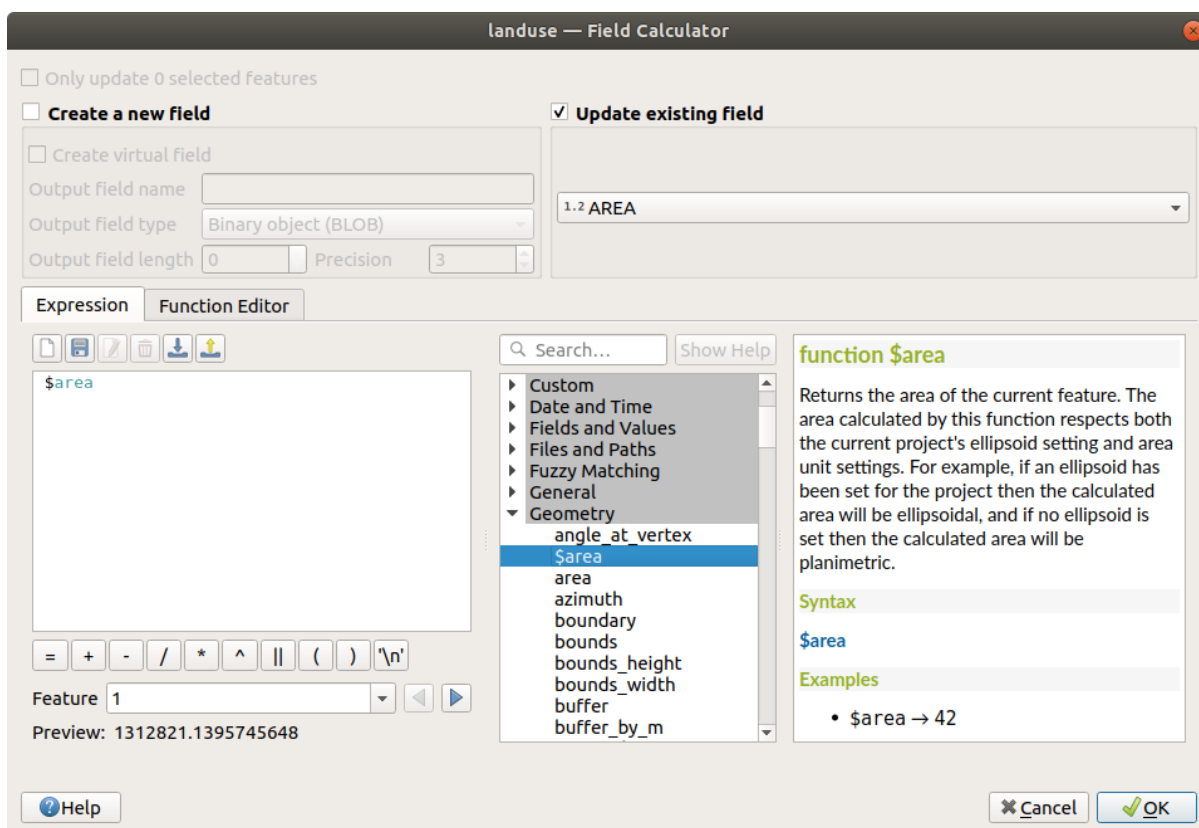 landuse — Field Calculator
Only update 0 selected features
Create a new field
Update existing field
Create virtual field
Output field name
1.2 AREA
Output field type Binary object (BLOB)
Output field length 0 Precision 3
Expression Function Editor
Search... Show Help
$area
Custom
Date and Time
Fields and Values
Files and Paths
Fuzzy Matching
General
Geometry
angle_at_vertex
$area
area
azimuth
boundary
bounds
bounds_height
bounds_width
buffer
buffer_by_m
function $area
Returns the area of the current feature. The
area calculated by this function respects both
the current project's ellipsoid setting and area
unit settings. For example, if an ellipsoid has
been set for the project then the calculated
area will be ellipsoidal, and if no ellipsoid is
set then the calculated area will be
planimetric.
Syntax
$area
Examples
• $area → 42
= + - / * ^ || ( ) '\n'
Feature 1
Preview: 1312821.1395745648
Help
Cancel
OK